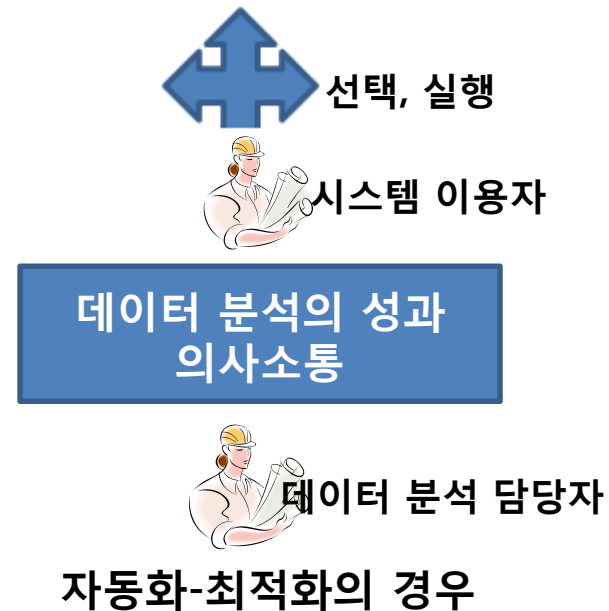 선택, 실행
시스템 이용자
데이터 분석의 성과
의사소통
데이터 분석 담당자
자동화-최적화의 경우